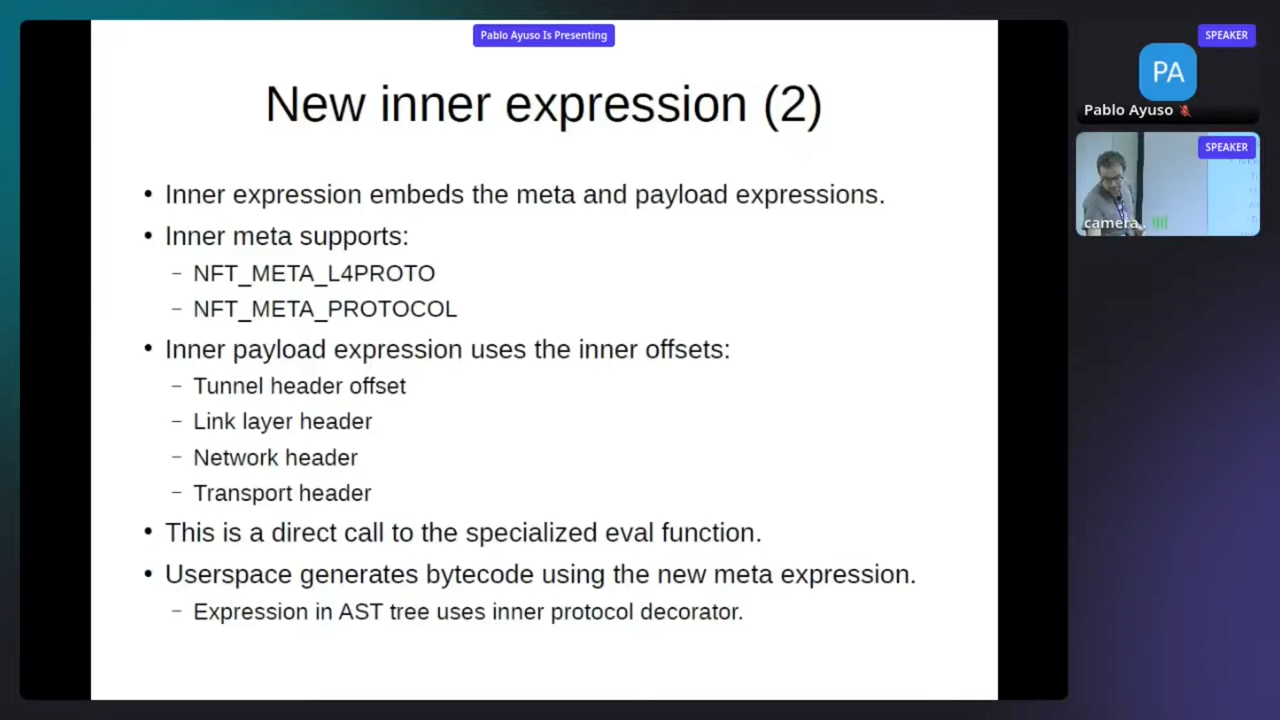 Pablo Ayuso Is Presenting
New inner expression (2)
• Inner expression embeds the meta and payload expressions.
• Inner meta supports:
– NFT_META_L4PROTO
– NFT_META_PROTOCOL
• Inner payload expression uses the inner offsets:
– Tunnel header offset
– Link layer header
– Network header
– Transport header
• This is a direct call to the specialized eval function.
• Userspace generates bytecode using the new meta expression.
– Expression in AST tree uses inner protocol decorator.
SPEAKER
PA
Pablo Ayuso
SPEAKER
camera .